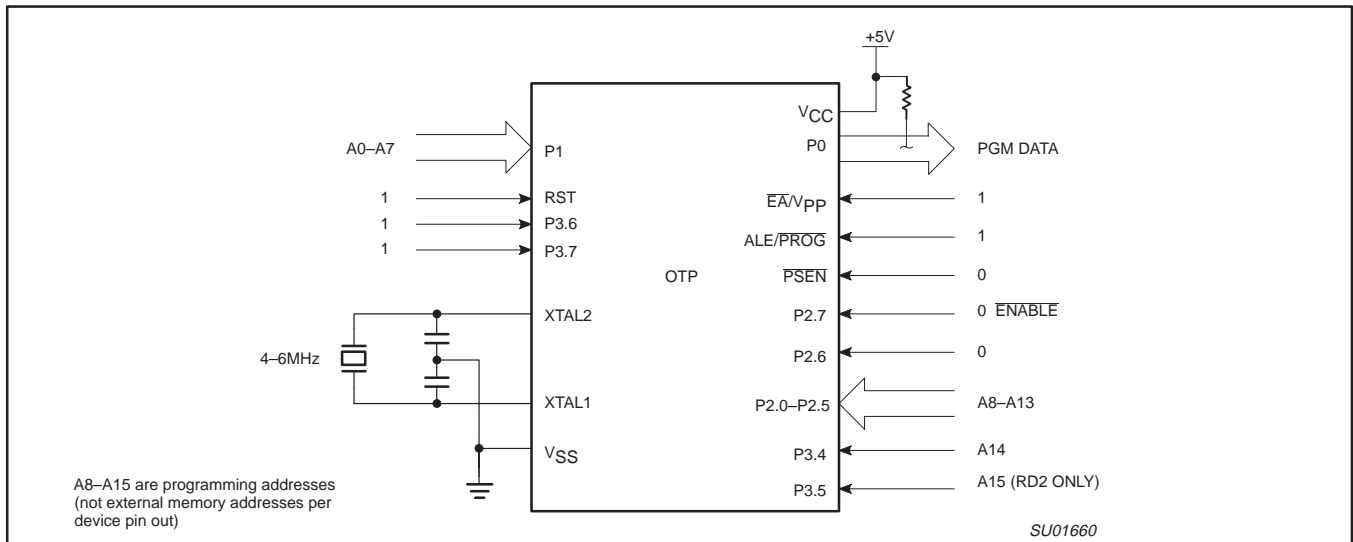 +5V
A0–A7
P1
VCC
P0
PGM DATA
1
RST
EA/VPP
1
1
P3.6
ALE/PROG
1
1
P3.7
OTP
PSEN
0
XTAL2
P2.7
0 ENABLE
4–6MHz
P2.6
0
XTAL1
P2.0–P2.5
A8–A13
VSS
P3.4
A14
P3.5
A15 (RD2 ONLY)
A8–A15 are programming addresses
(not external memory addresses per
device pin out)
SU01660